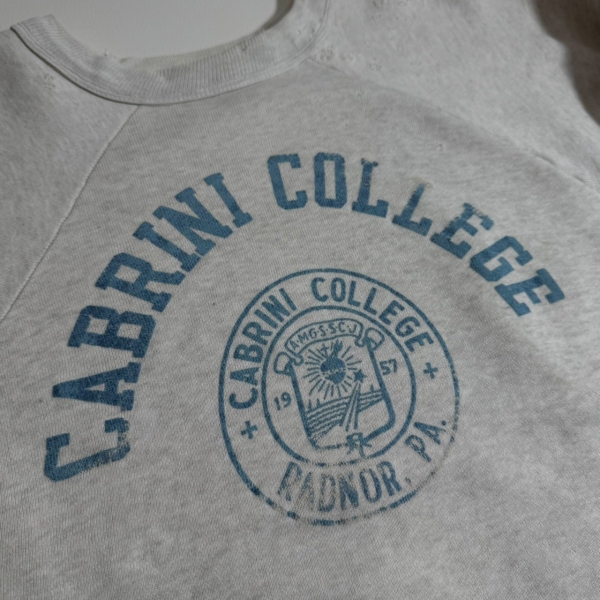 CABRINI COLLEGE
CABRINI COLLEGE
A·M·G·S·S·C·J
19 57
RADNOR, PA.